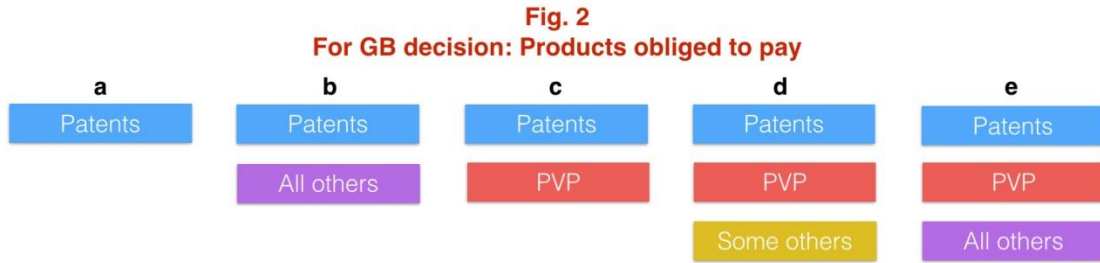 Fig. 2
For GB decision: Products obliged to pay
a b c d e
Patents Patents Patents Patents Patents
All others PVP PVP PVP
Some others All others